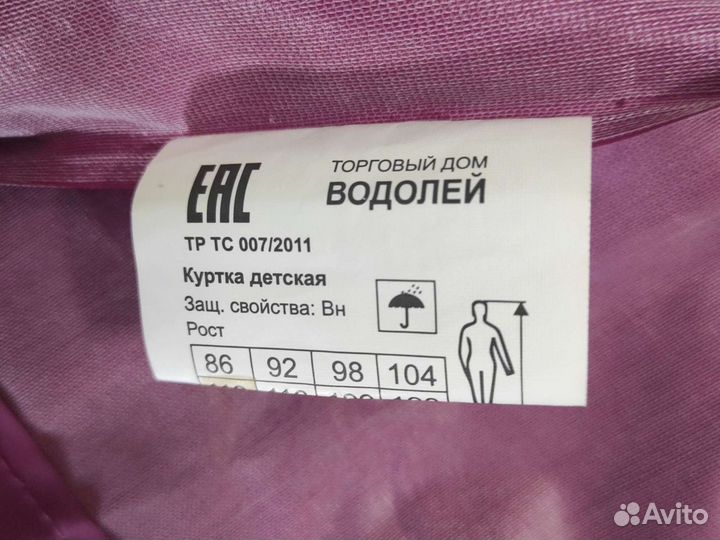 EAC
ТОРГОВЫЙ ДОМ
ВОДОЛЕЙ
ТР ТС 007/2011
Куртка детская
Защ. свойства: Вн
Рост
86 92 98 104
Avito